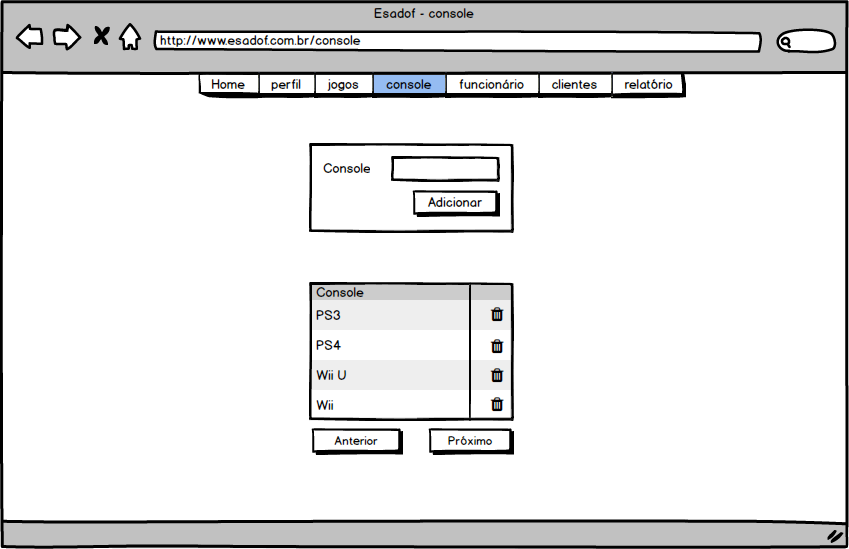 Esadof - console
http://www.esadof.com.br/console
Home perfil jogos console funcionário clientes relatório
Console
Adicionar
Console
PS3
PS4
Wii U
Wii
Anterior Próximo